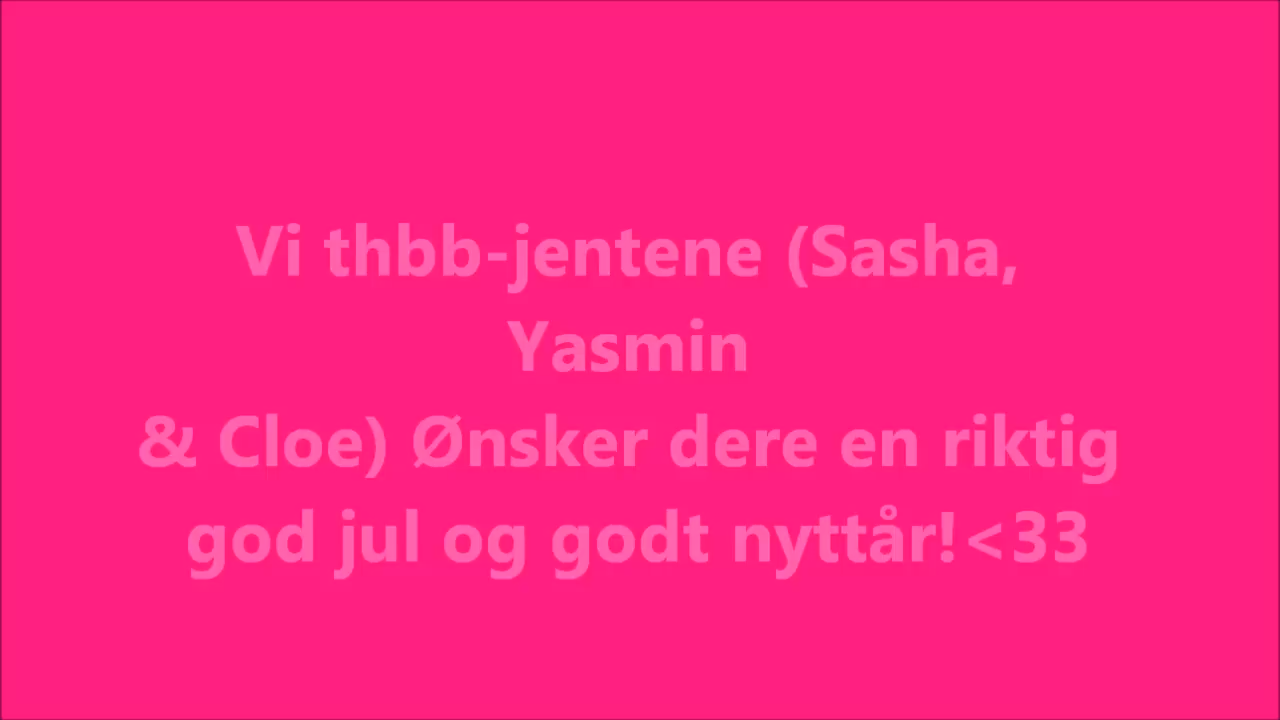 Vi thbb-jentene (Sasha,
Yasmin
& Cloe) Ønsker dere en riktig
god jul og godt nyttår!<33